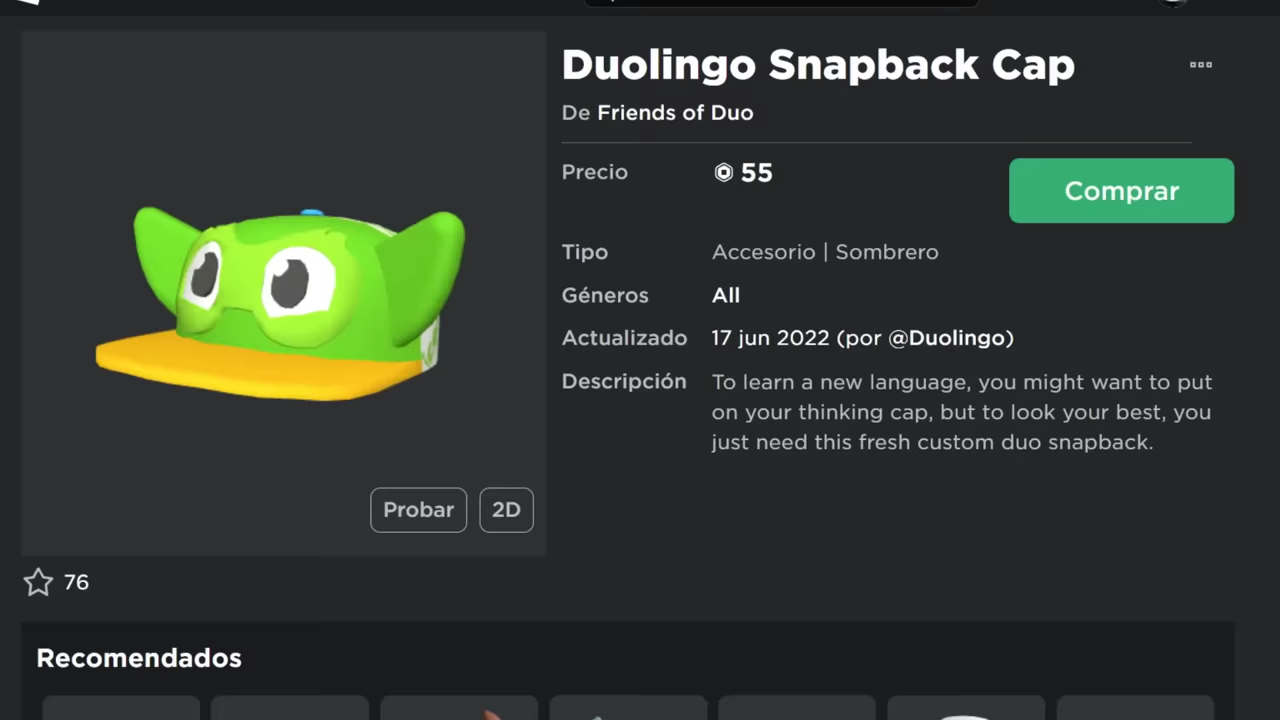 Duolingo Snapback Cap
De Friends of Duo
Precio 55
Comprar
Tipo Accesorio | Sombrero
Géneros All
Actualizado 17 jun 2022 (por @Duolingo)
Descripción To learn a new language, you might want to put
on your thinking cap, but to look your best, you
just need this fresh custom duo snapback.
Probar 2D
76
Recomendados